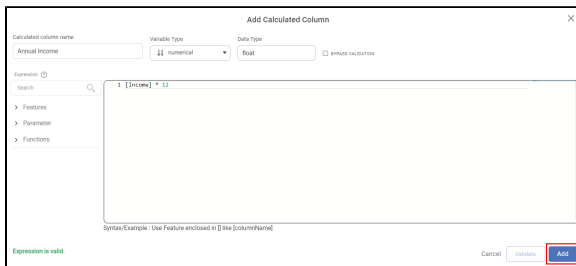 Add Calculated Column
Calculated column name
Variable Type
Data Type
Annual Income
numerical
float
BYPASS VALIDATION
Expression
Search
1 [Income] * 12
Features
Parameter
Functions
Syntax/Example : Use Feature enclosed in [] like [columnName]
Expression is valid.
Cancel
Validate
Add